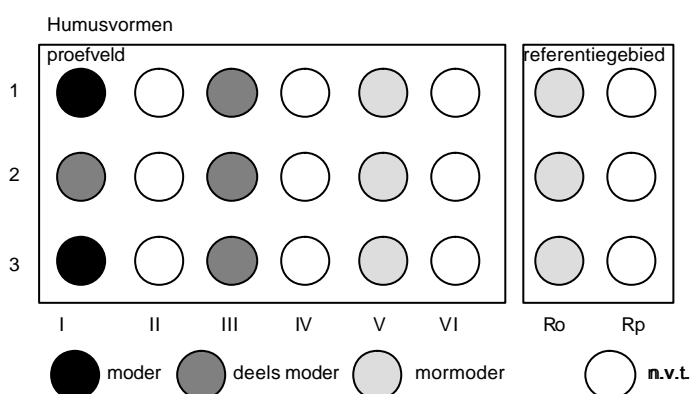 Humusvormen
proefveld referentiegebied
1
2
3
I II III IV V VI Ro Rp
moder deels moder mormoder n.v.t.